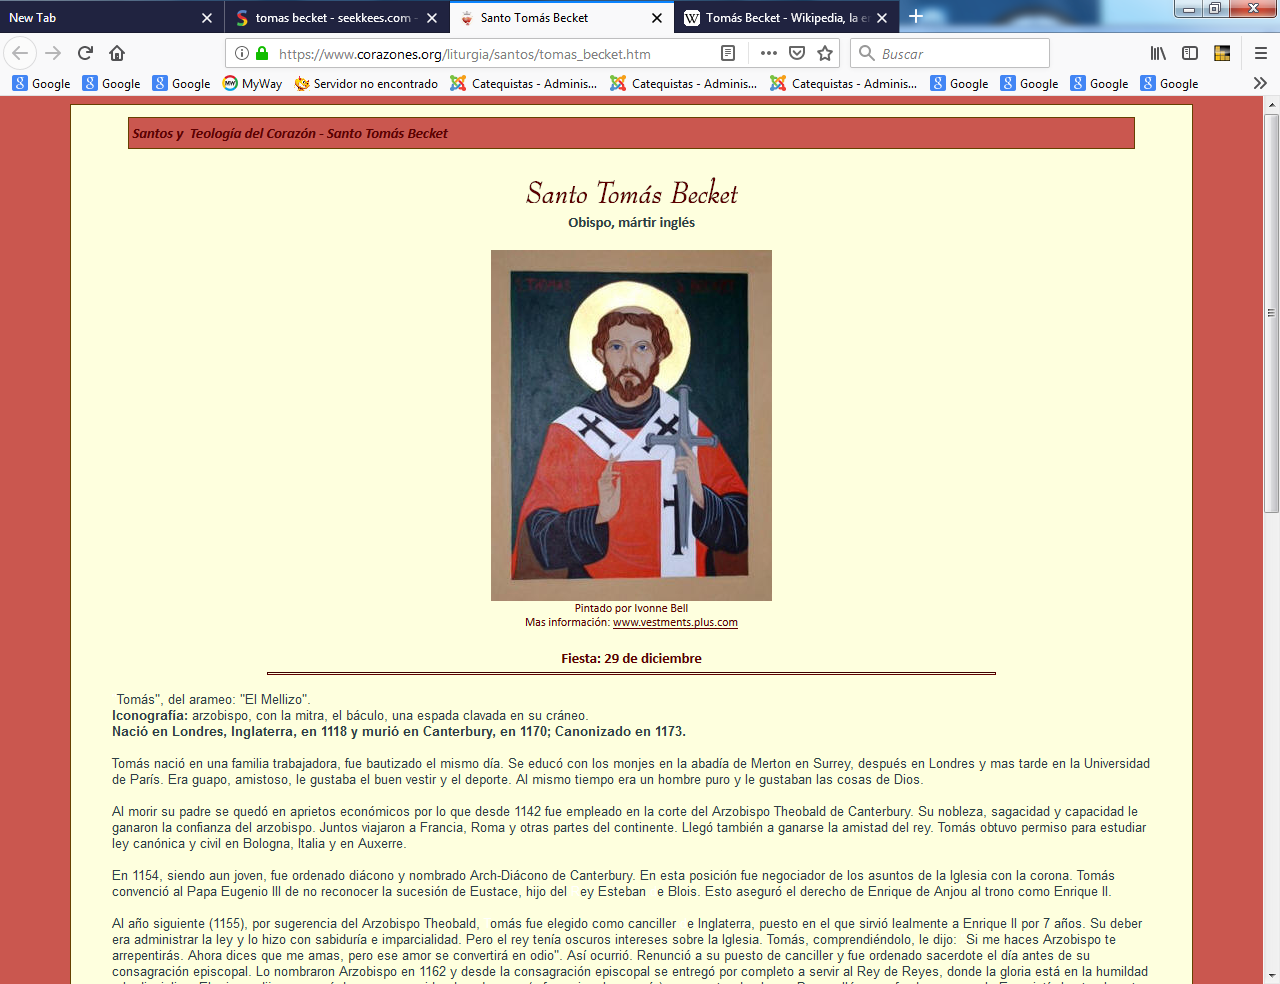 New Tab
tomas becket - seekkees.com -
Santo Tomás Becket
Tomás Becket - Wikipedia, la e
https://www.corazones.org/liturgia/santos/tomas_becket.htm
Buscar
Google
Google
Google
MyWay
Servidor no encontrado
Catequistas - Adminis...
Catequistas - Adminis...
Catequistas - Adminis...
Google
Google
Google
Google
Santos y Teología del Corazón - Santo Tomás Becket
Santo Tomás Becket
Obispo, mártir inglés
Pintado por Ivonne Bell
Mas información: www.vestments.plus.com
Fiesta: 29 de diciembre
Tomás", del arameo: "El Mellizo".
Iconografía: arzobispo, con la mitra, el báculo, una espada clavada en su cráneo.
Nació en Londres, Inglaterra, en 1118 y murió en Canterbury, en 1170; Canonizado en 1173.
Tomás nació en una familia trabajadora, fue bautizado el mismo día. Se educó con los monjes en la abadía de Merton en Surrey, después en Londres y mas tarde en la Universidad
de París. Era guapo, amistoso, le gustaba el buen vestir y el deporte. Al mismo tiempo era un hombre puro y le gustaban las cosas de Dios.
Al morir su padre se quedó en aprietos económicos por lo que desde 1142 fue empleado en la corte del Arzobispo Theobald de Canterbury. Su nobleza, sagacidad y capacidad le
ganaron la confianza del arzobispo. Juntos viajaron a Francia, Roma y otras partes del continente. Llegó también a ganarse la amistad del rey. Tomás obtuvo permiso para estudiar
ley canónica y civil en Bologna, Italia y en Auxerre.
En 1154, siendo aun joven, fue ordenado diácono y nombrado Arch-Diácono de Canterbury. En esta posición fue negociador de los asuntos de la Iglesia con la corona. Tomás
convenció al Papa Eugenio III de no reconocer la sucesión de Eustace, hijo del ey Esteban e Blois. Esto aseguró el derecho de Enrique de Anjou al trono como Enrique II.
Al año siguiente (1155), por sugerencia del Arzobispo Theobald, omás fue elegido como canciller e Inglaterra, puesto en el que sirvió lealmente a Enrique II por 7 años. Su deber
era administrar la ley y lo hizo con sabiduría e imparcialidad. Pero el rey tenía oscuros intereses sobre la Iglesia. Tomás, comprendiéndolo, le dijo: Si me haces Arzobispo te
arrepentirás. Ahora dices que me amas, pero ese amor se convertirá en odio". Así ocurrió. Renunció a su puesto de canciller y fue ordenado sacerdote el día antes de su
consagración episcopal. Lo nombraron Arzobispo en 1162 y desde la consagración episcopal se entregó por completo a servir al Rey de Reyes, donde la gloria está en la humildad